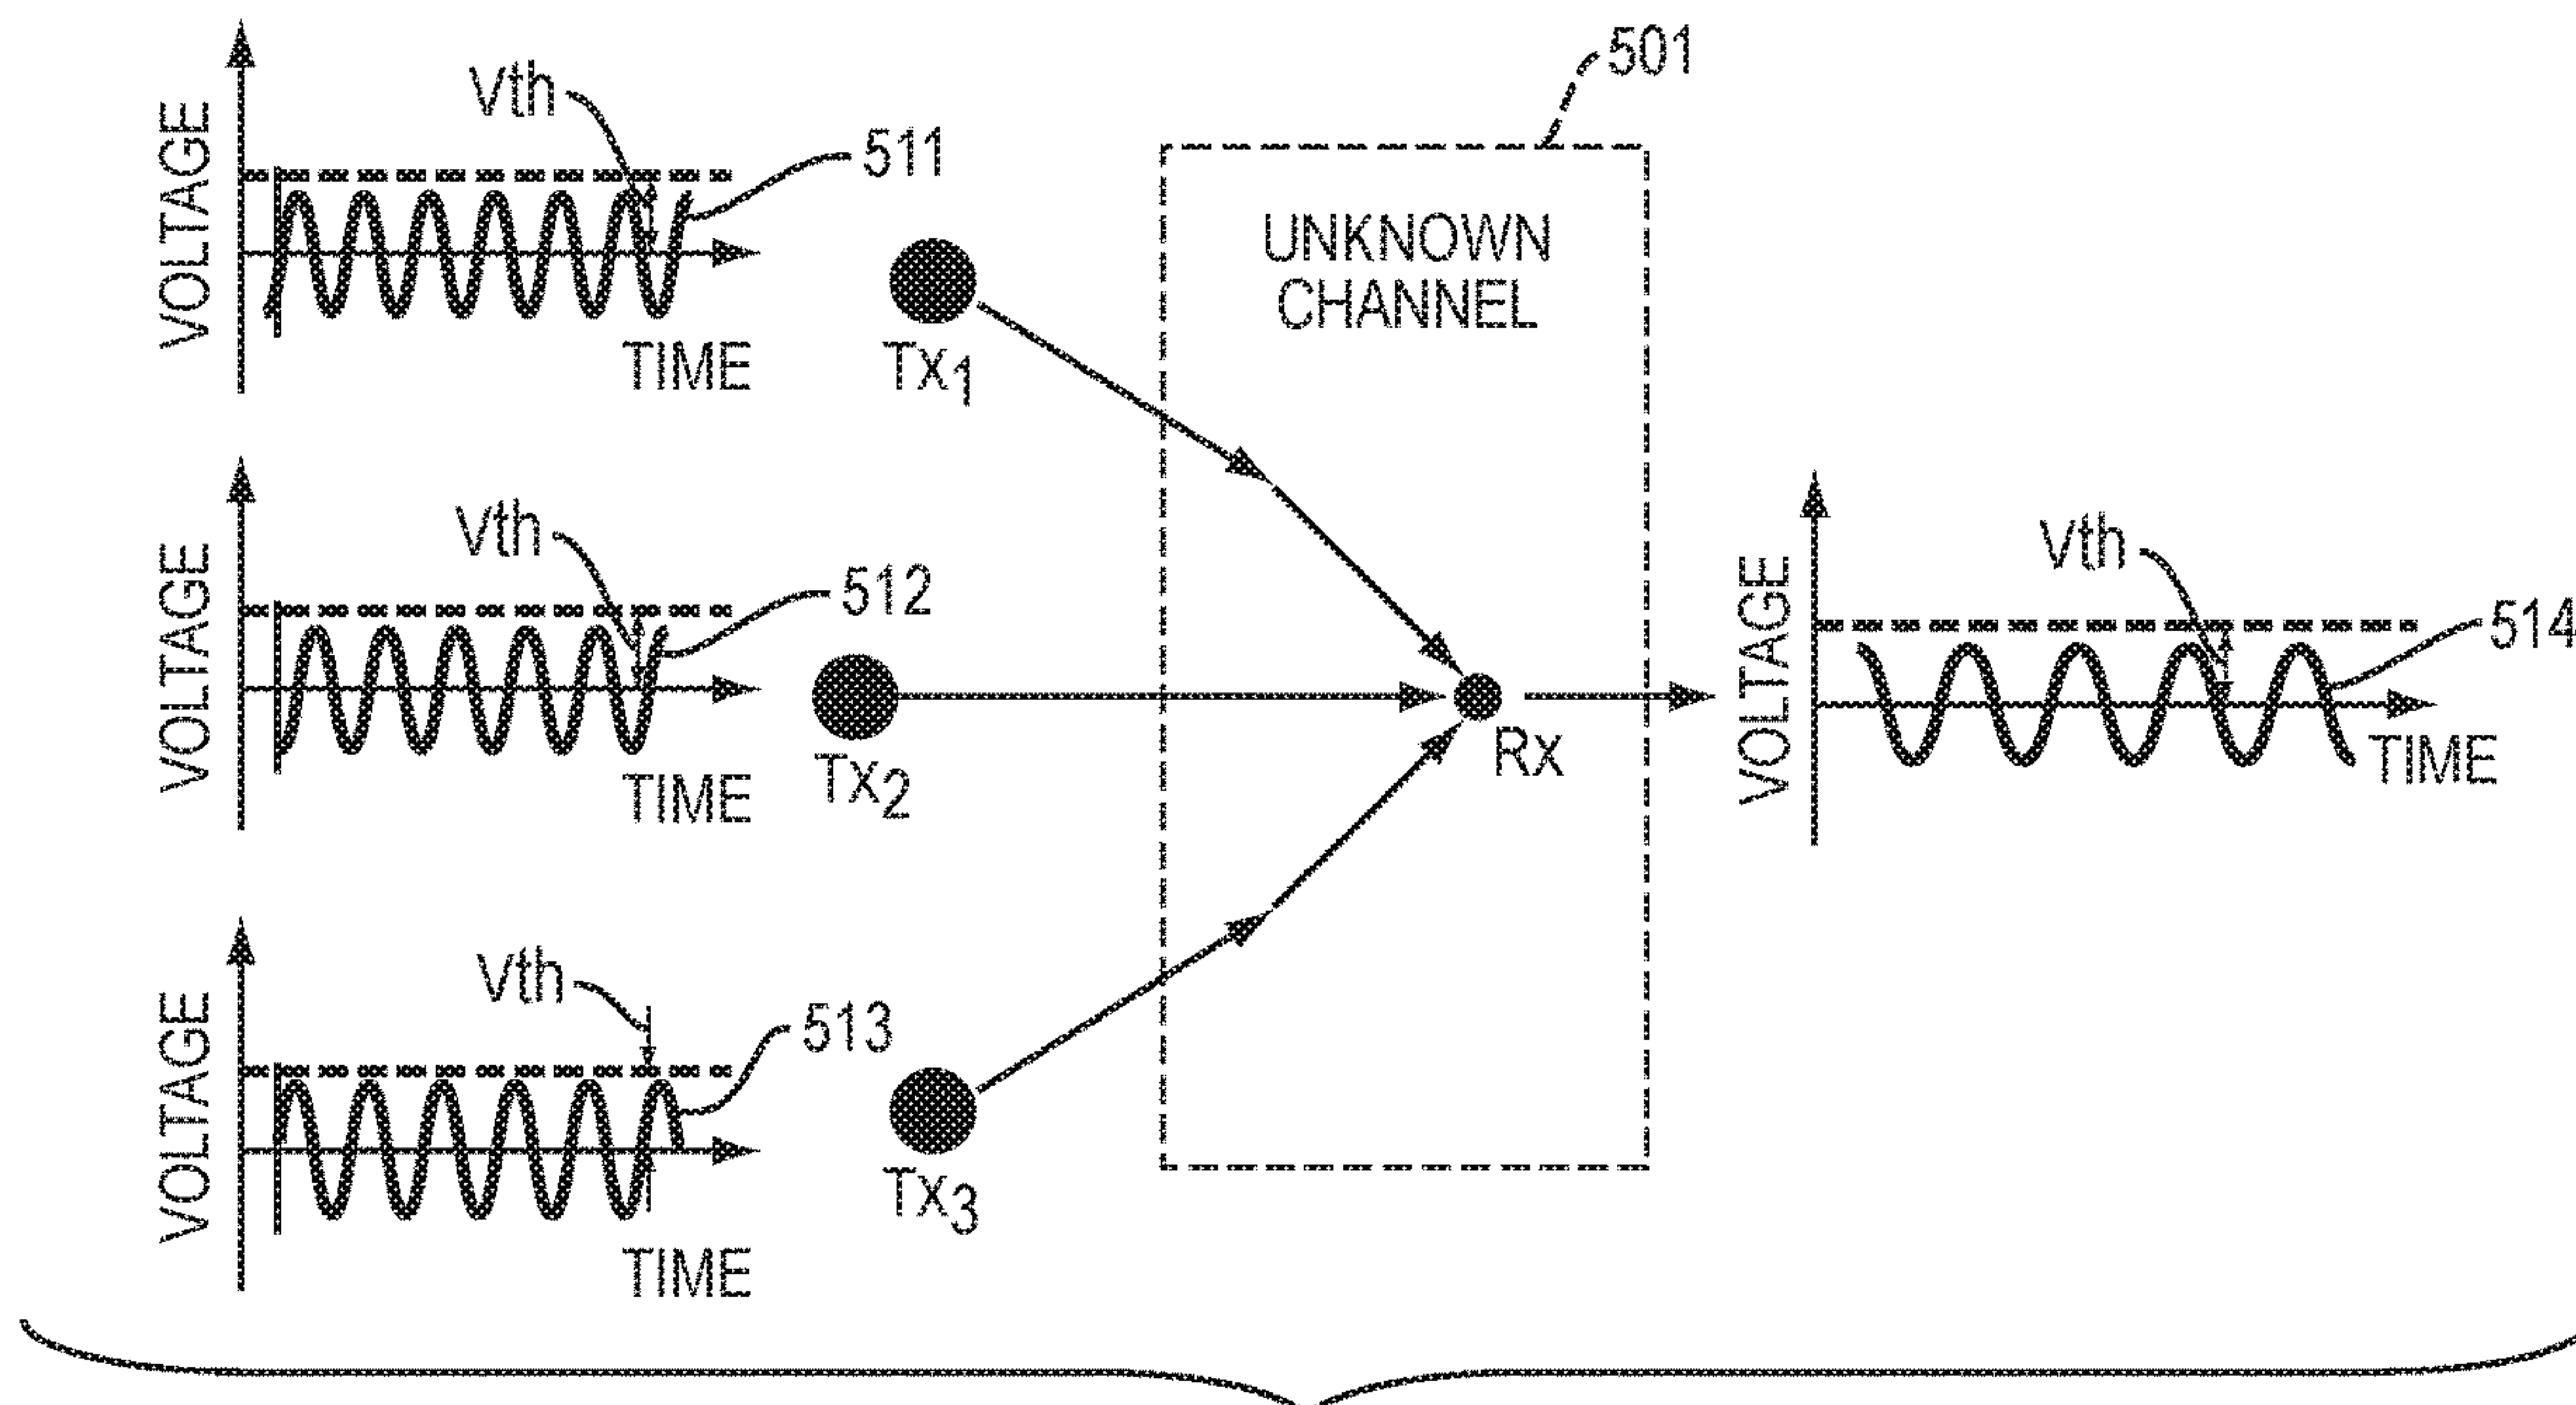 501
Vth
511
VOLTAGE
TIME
UNKNOWN
CHANNEL
Tx1
Vth
512
VOLTAGE
TIME
Tx2
Rx
Vth
514
VOLTAGE
TIME
Vth
513
VOLTAGE
TIME
Tx3